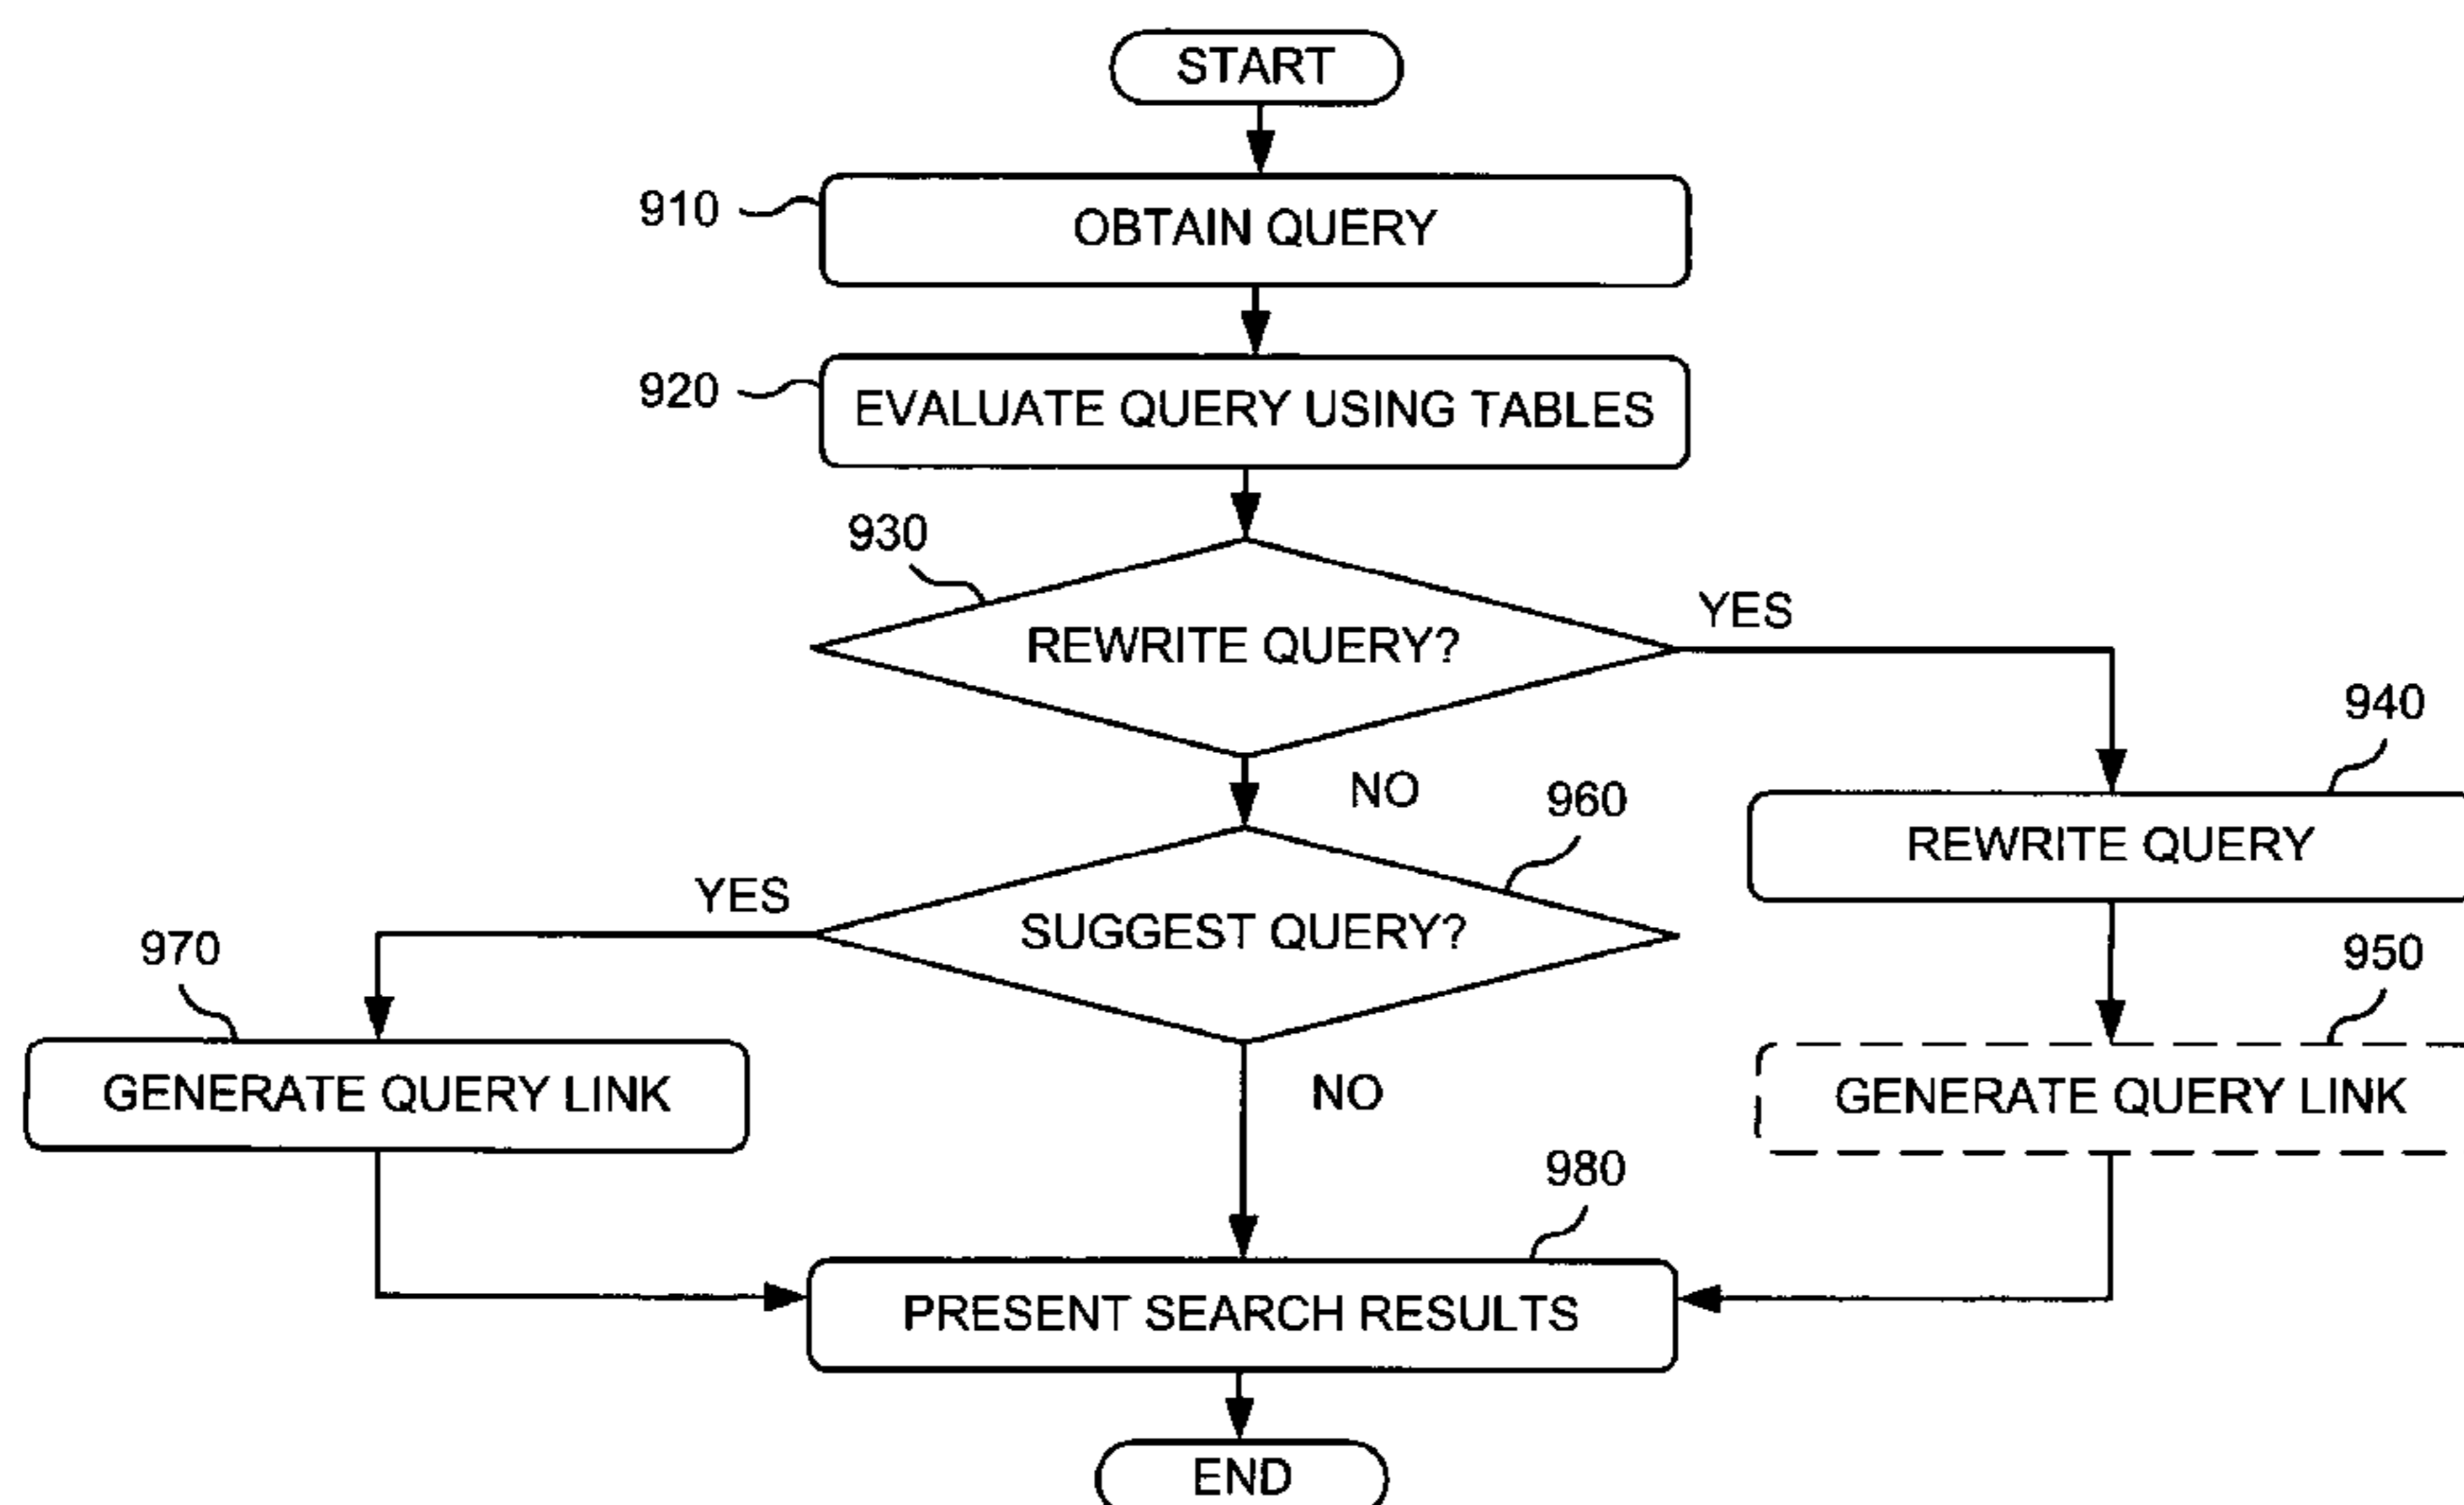 START
910
OBTAIN QUERY
920
EVALUATE QUERY USING TABLES
930
REWRITE QUERY?
YES
940
NO
960
REWRITE QUERY
YES
SUGGEST QUERY?
970
950
GENERATE QUERY LINK
NO
GENERATE QUERY LINK
980
PRESENT SEARCH RESULTS
END